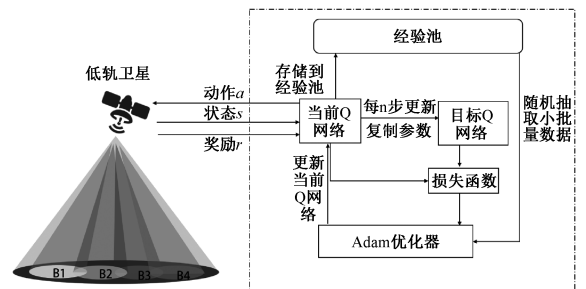 经验池
低轨卫星
动作a
存储到
经验池
状态s
奖励r
当前Q
网络
每n步更新
复制参数
目标Q
网络
随机抽
取小批
量数据
更新
当前
Q网
络
损失函数
Adam优化器
B1
B2
B3
B4